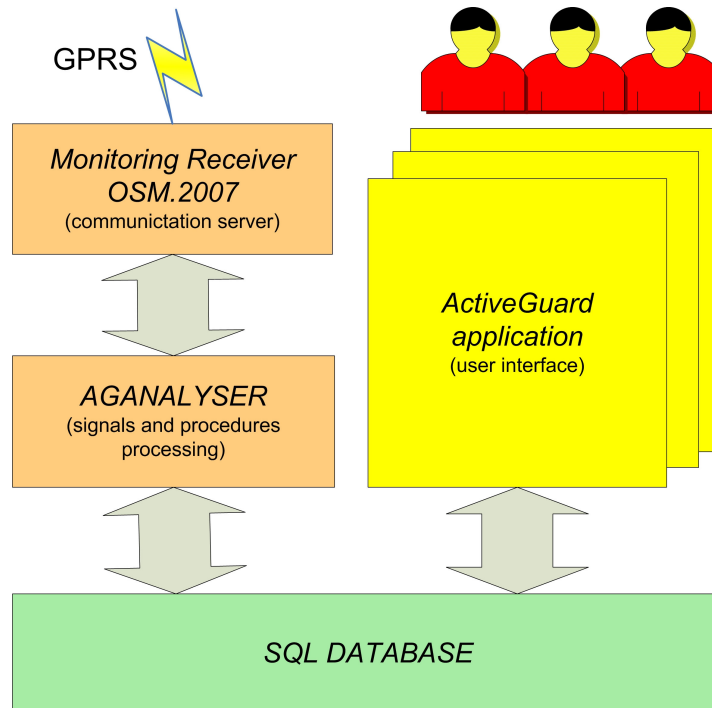 GPRS
Monitoring Receiver
OSM.2007
(communictation server)
ActiveGuard
application
(user interface)
AGANALYSER
(signals and procedures
processing)
SQL DATABASE